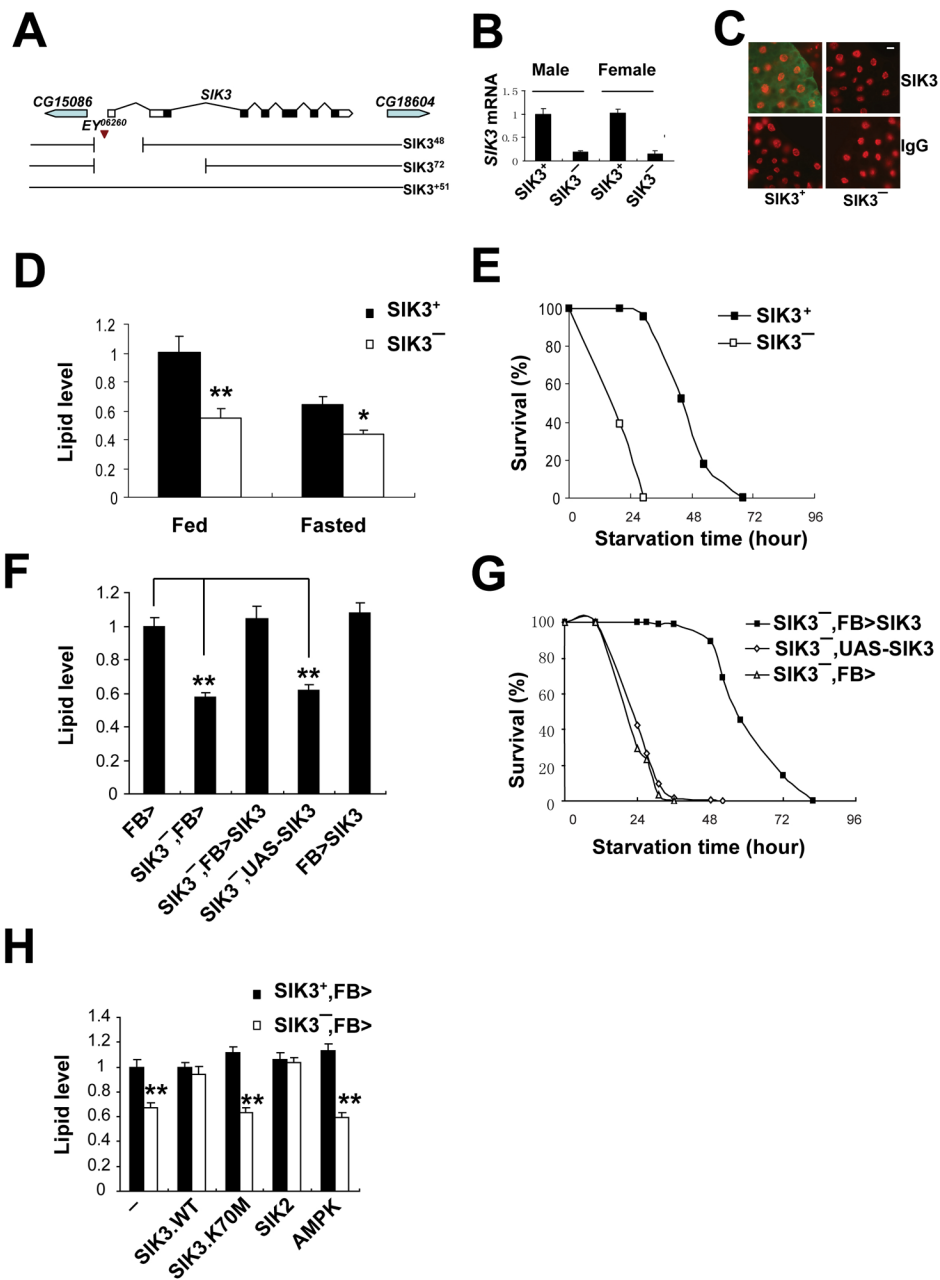 A
CG15086
SIK3
CG18604
EY06260
SIK348
SIK372
SIK3+51
B
Male Female
SIK3 mRNA
1.5
1
0.5
0
SIK3+
SIK3–
SIK3+
SIK3–
C
SIK3
IgG
SIK3+ SIK3–
D
SIK3+
SIK3–
Lipid level
1.2
1
0.8
0.6
0.4
0.2
0
**
*
Fed Fasted
E
SIK3+
SIK3–
Survival (%)
100
80
60
40
20
0
0 24 48 72 96
Starvation time (hour)
F
Lipid level
1.2
1
0.8
0.6
0.4
0.2
0
**
**
FB>
SIK3–,FB>
SIK3–,FB>SIK3
SIK3–,UAS-SIK3
FB>SIK3
G
SIK3–,FB>SIK3
SIK3–,UAS-SIK3
SIK3–,FB>
Survival (%)
100
80
60
40
20
0
0 24 48 72 96
Starvation time (hour)
H
SIK3+,FB>
SIK3–,FB>
Lipid level
1.4
1.2
1
0.8
0.6
0.4
0.2
0
**
**
**
–
SIK3.WT
SIK3.K70M
SIK2
AMPK